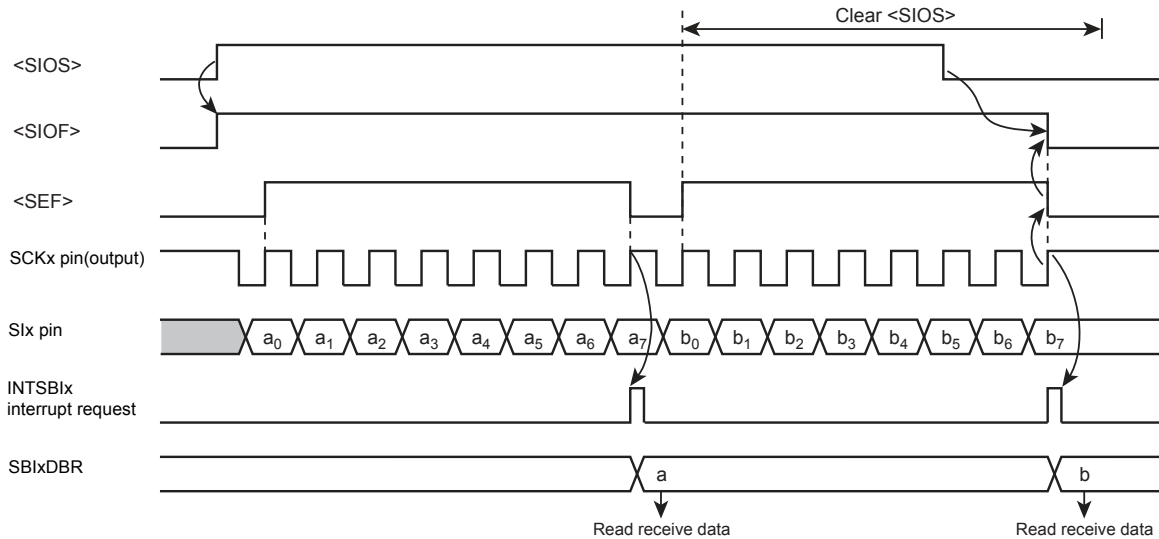 Clear <SIOS>
<SIOS>
<SIOF>
<SEF>
SCKx pin(output)
SIx pin
a₀ a₁ a₂ a₃ a₄ a₅ a₆ a₇ b₀ b₁ b₂ b₃ b₄ b₅ b₆ b₇
INTSBIx
interrupt request
SBIxDBR
a b
Read receive data Read receive data